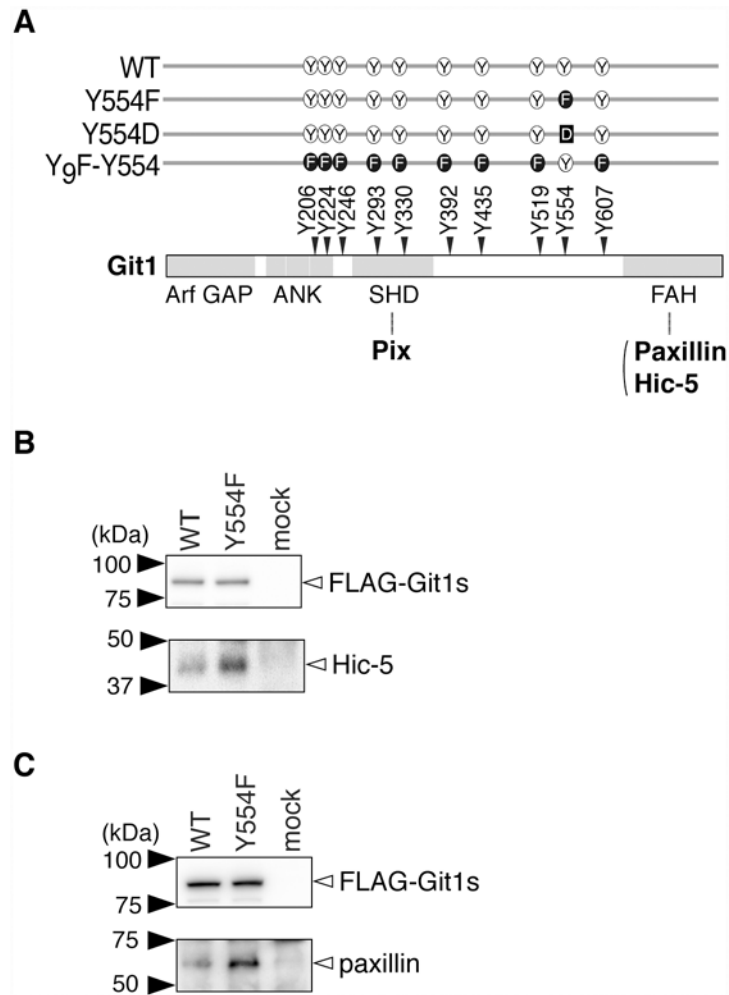 A
WT Y Y Y Y Y Y Y Y Y Y
Y554F Y Y Y Y Y Y Y Y F Y
Y554D Y Y Y Y Y Y Y Y D Y
Y9F-Y554 F F F F F F F F Y F
Y206 Y224 Y246 Y293 Y330 Y392 Y435 Y519 Y554 Y607
Git1
Arf GAP ANK SHD FAH
Pix
Paxillin
Hic-5
B
(kDa) WT Y554F mock
100
FLAG-Git1s
75
50
Hic-5
37
C
(kDa) WT Y554F mock
100
FLAG-Git1s
75
75
paxillin
50